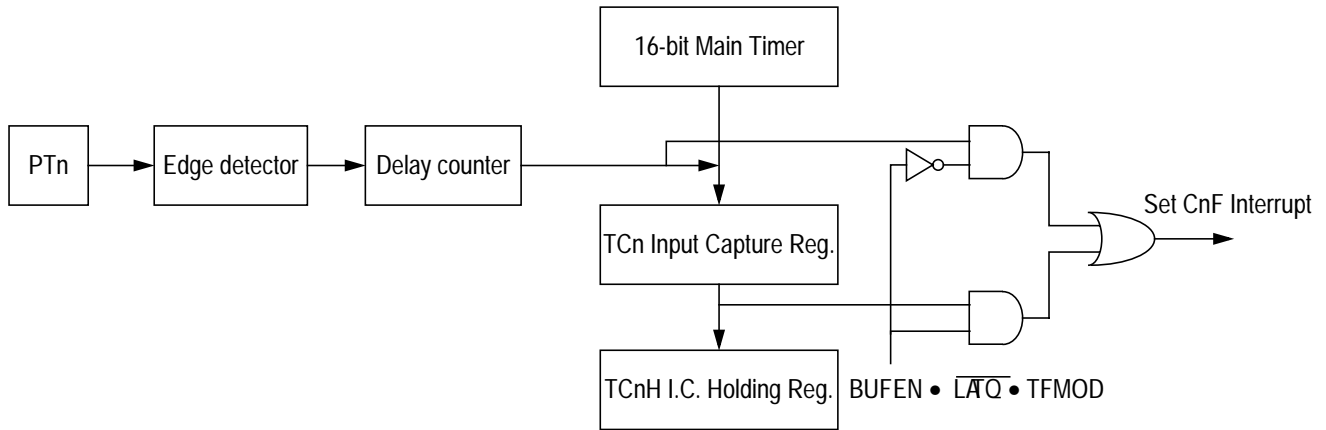 16-bit Main Timer
PTn
Edge detector
Delay counter
Set CnF Interrupt
TCn Input Capture Reg.
TCnH I.C. Holding Reg.
BUFEN • LATQ • TFMOD